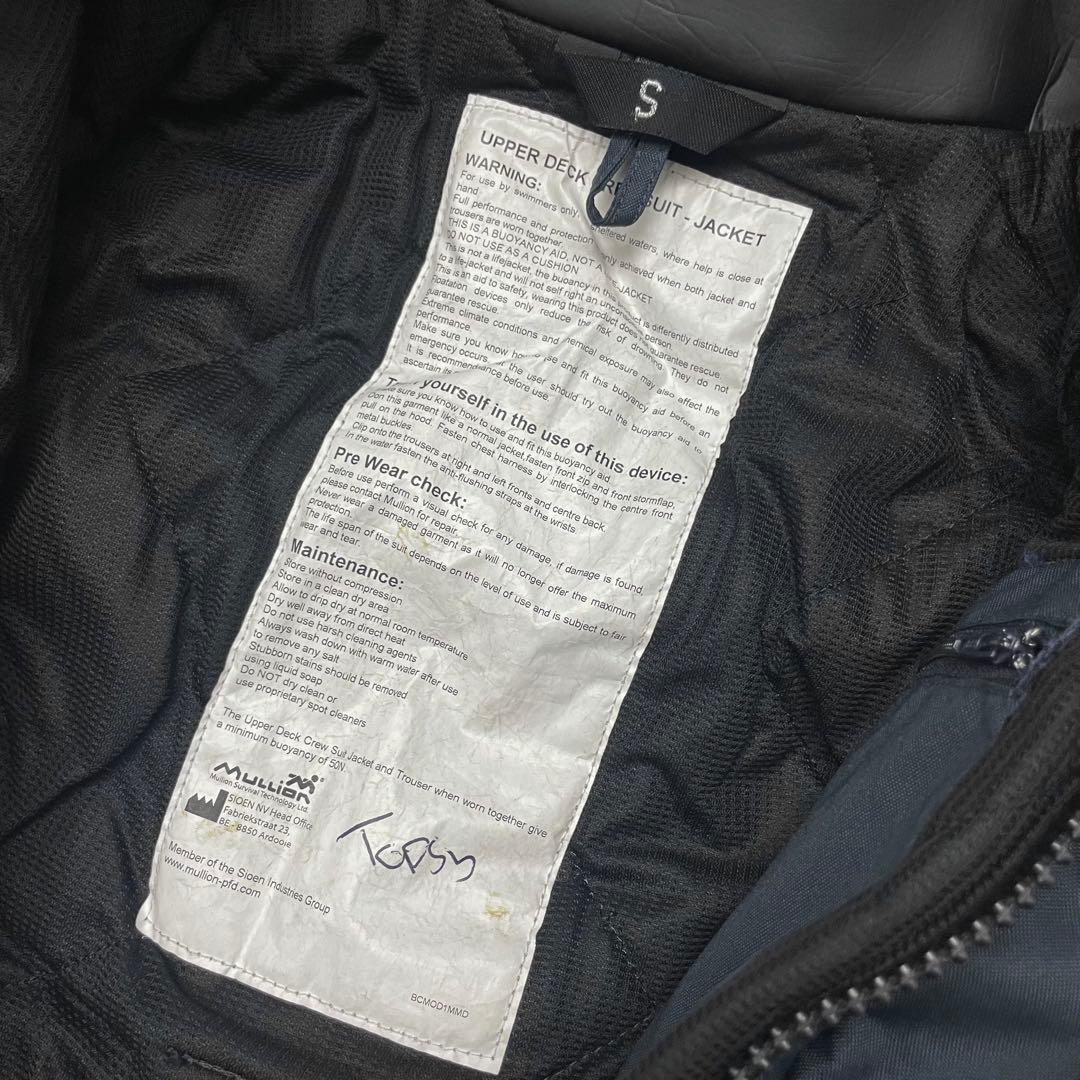 S
UPPER DECK CREW SUIT - JACKET
WARNING:
For use by swimmers only, sheltered waters, where help is close at
hand
Full performance and protection only achieved when both jacket and
trousers are worn together.
THIS IS A BUOYANCY AID, NOT A JACKET
DO NOT USE AS A CUSHION
This is not a lifejacket, the buoancy in this is differently distributed
to a life-jacket and will not self right an unconscious person.
This is an aid to safety, wearing this product does guarantee rescue.
Floatation devices only reduce the risk of drowning. They do not
guarantee rescue.
Extreme climate conditions chemical exposure may also affect the
performance.
Make sure you know how use and fit this buoyancy aid before an
emergency occurs, the user should try out the buoyancy aid to
It is recommen
ascertain its before use.
yourself in the use of this device:
Make sure you know how to use and fit this buoyancy aid.
Don this garment like a normal jacket, fasten front zip and front stormflap,
pull on the hood. Fasten chest harness by interlocking the centre front
metal buckles.
Clip onto the trousers at right and left fronts and centre back.
In the water fasten the anti-flushing straps at the wrists.
Pre Wear check:
Before use perform a visual check for any damage, if damage is found,
please contact Mullion for repair.
Never wear a damaged garment as it will no longer offer the maximum
protection.
The life span of the suit depends on the level of use and is subject to fair
wear and tear.
Maintenance:
Store without compression
Store in a clean dry area
Allow to drip dry at normal room temperature
Dry well away from direct heat
Do not use harsh cleaning agents
Always wash down with warm water after use
to remove any salt
Stubborn stains should be removed
using liquid soap
Do NOT dry clean or
use proprietary spot cleaners
The Upper Deck Crew Suit Jacket and Trouser when worn together give
a minimum buoyancy of 50N.
Mullion
Mullion Survival Technology Ltd.
SIOEN NV Head Office
Fabriekstraat 23,
BE-8850 Ardooie
Topsy
Member of the Sioen Industries Group
www.mullion-pfd.com
BCMOD1MMD